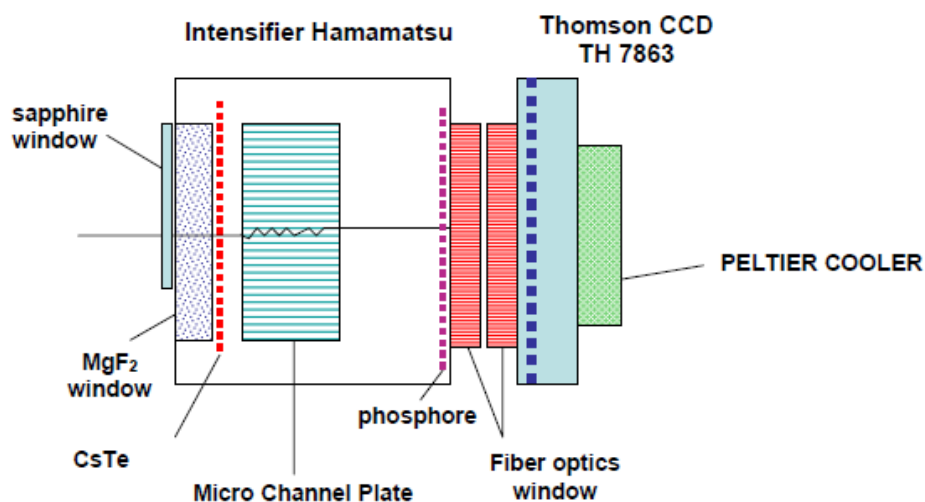 Intensifier Hamamatsu
Thomson CCD
TH 7863
sapphire
window
PELTIER COOLER
MgF₂
window
phosphore
CsTe
Fiber optics
window
Micro Channel Plate